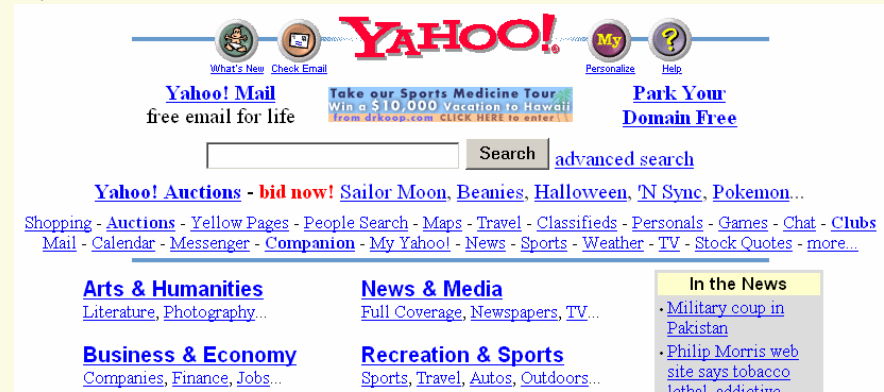 YAHOO!
My
?
What's New Check Email Personalize Help
Yahoo! Mail
free email for life
Take our Sports Medicine Tour
Win a $10,000 Vacation to Hawaii
from drkoop.com CLICK HERE to enter
Park Your
Domain Free
Search advanced search
Yahoo! Auctions - bid now! Sailor Moon, Beanies, Halloween, 'N Sync, Pokemon...
Shopping - Auctions - Yellow Pages - People Search - Maps - Travel - Classifieds - Personals - Games - Chat - Clubs
Mail - Calendar - Messenger - Companion - My Yahoo! - News - Sports - Weather - TV - Stock Quotes - more...
Arts & Humanities
Literature, Photography...
News & Media
Full Coverage, Newspapers, TV...
Business & Economy
Companies, Finance, Jobs...
Recreation & Sports
Sports, Travel, Autos, Outdoors...
In the News
· Military coup in
Pakistan
· Philip Morris web
site says tobacco
lethal, addictive